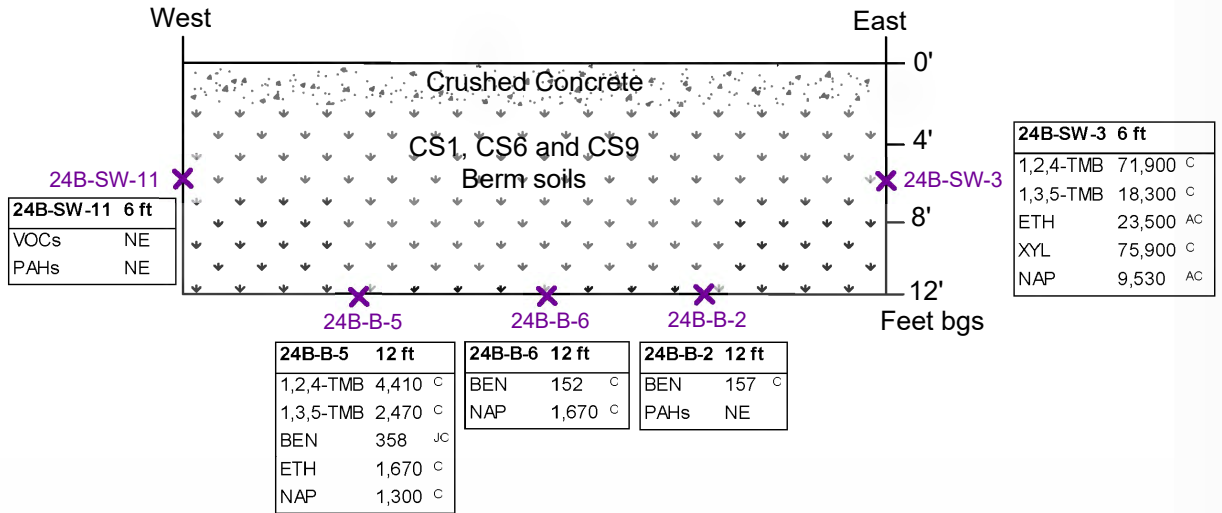 West
East
0'
Crushed Concrete
4'
CS1, CS6 and CS9
Berm soils
24B-SW-11
24B-SW-3
8'
12'
Feet bgs
24B-SW-11 6 ft
VOCs NE
PAHs NE
24B-SW-3 6 ft
1,2,4-TMB 71,900 C
1,3,5-TMB 18,300 C
ETH 23,500 AC
XYL 75,900 C
NAP 9,530 AC
24B-B-5
24B-B-6
24B-B-2
24B-B-5 12 ft
1,2,4-TMB 4,410 C
1,3,5-TMB 2,470 C
BEN 358 JC
ETH 1,670 C
NAP 1,300 C
24B-B-6 12 ft
BEN 152 C
NAP 1,670 C
24B-B-2 12 ft
BEN 157 C
PAHs NE